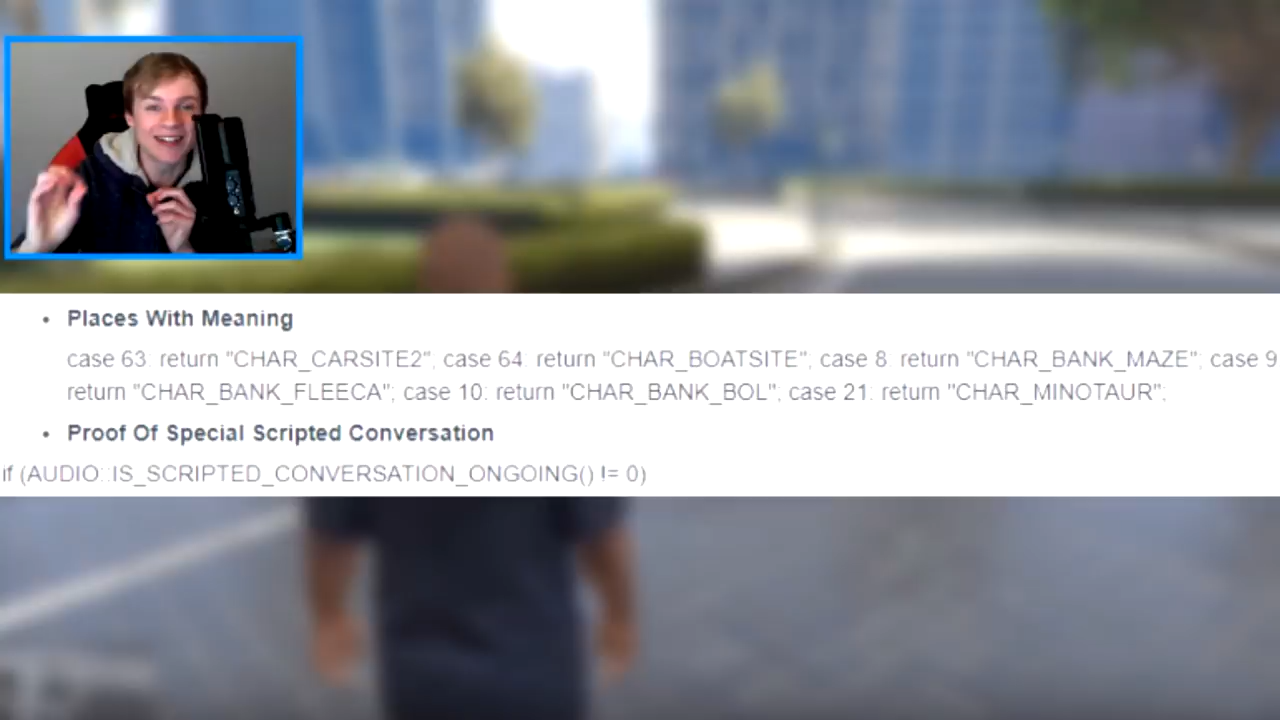 • Places With Meaning
case 63: return "CHAR_CARSITE2"; case 64: return "CHAR_BOATSITE"; case 8: return "CHAR_BANK_MAZE"; case 9
return "CHAR_BANK_FLEECA"; case 10: return "CHAR_BANK_BOL"; case 21: return "CHAR_MINOTAUR";
• Proof Of Special Scripted Conversation
if (AUDIO::IS_SCRIPTED_CONVERSATION_ONGOING() != 0)